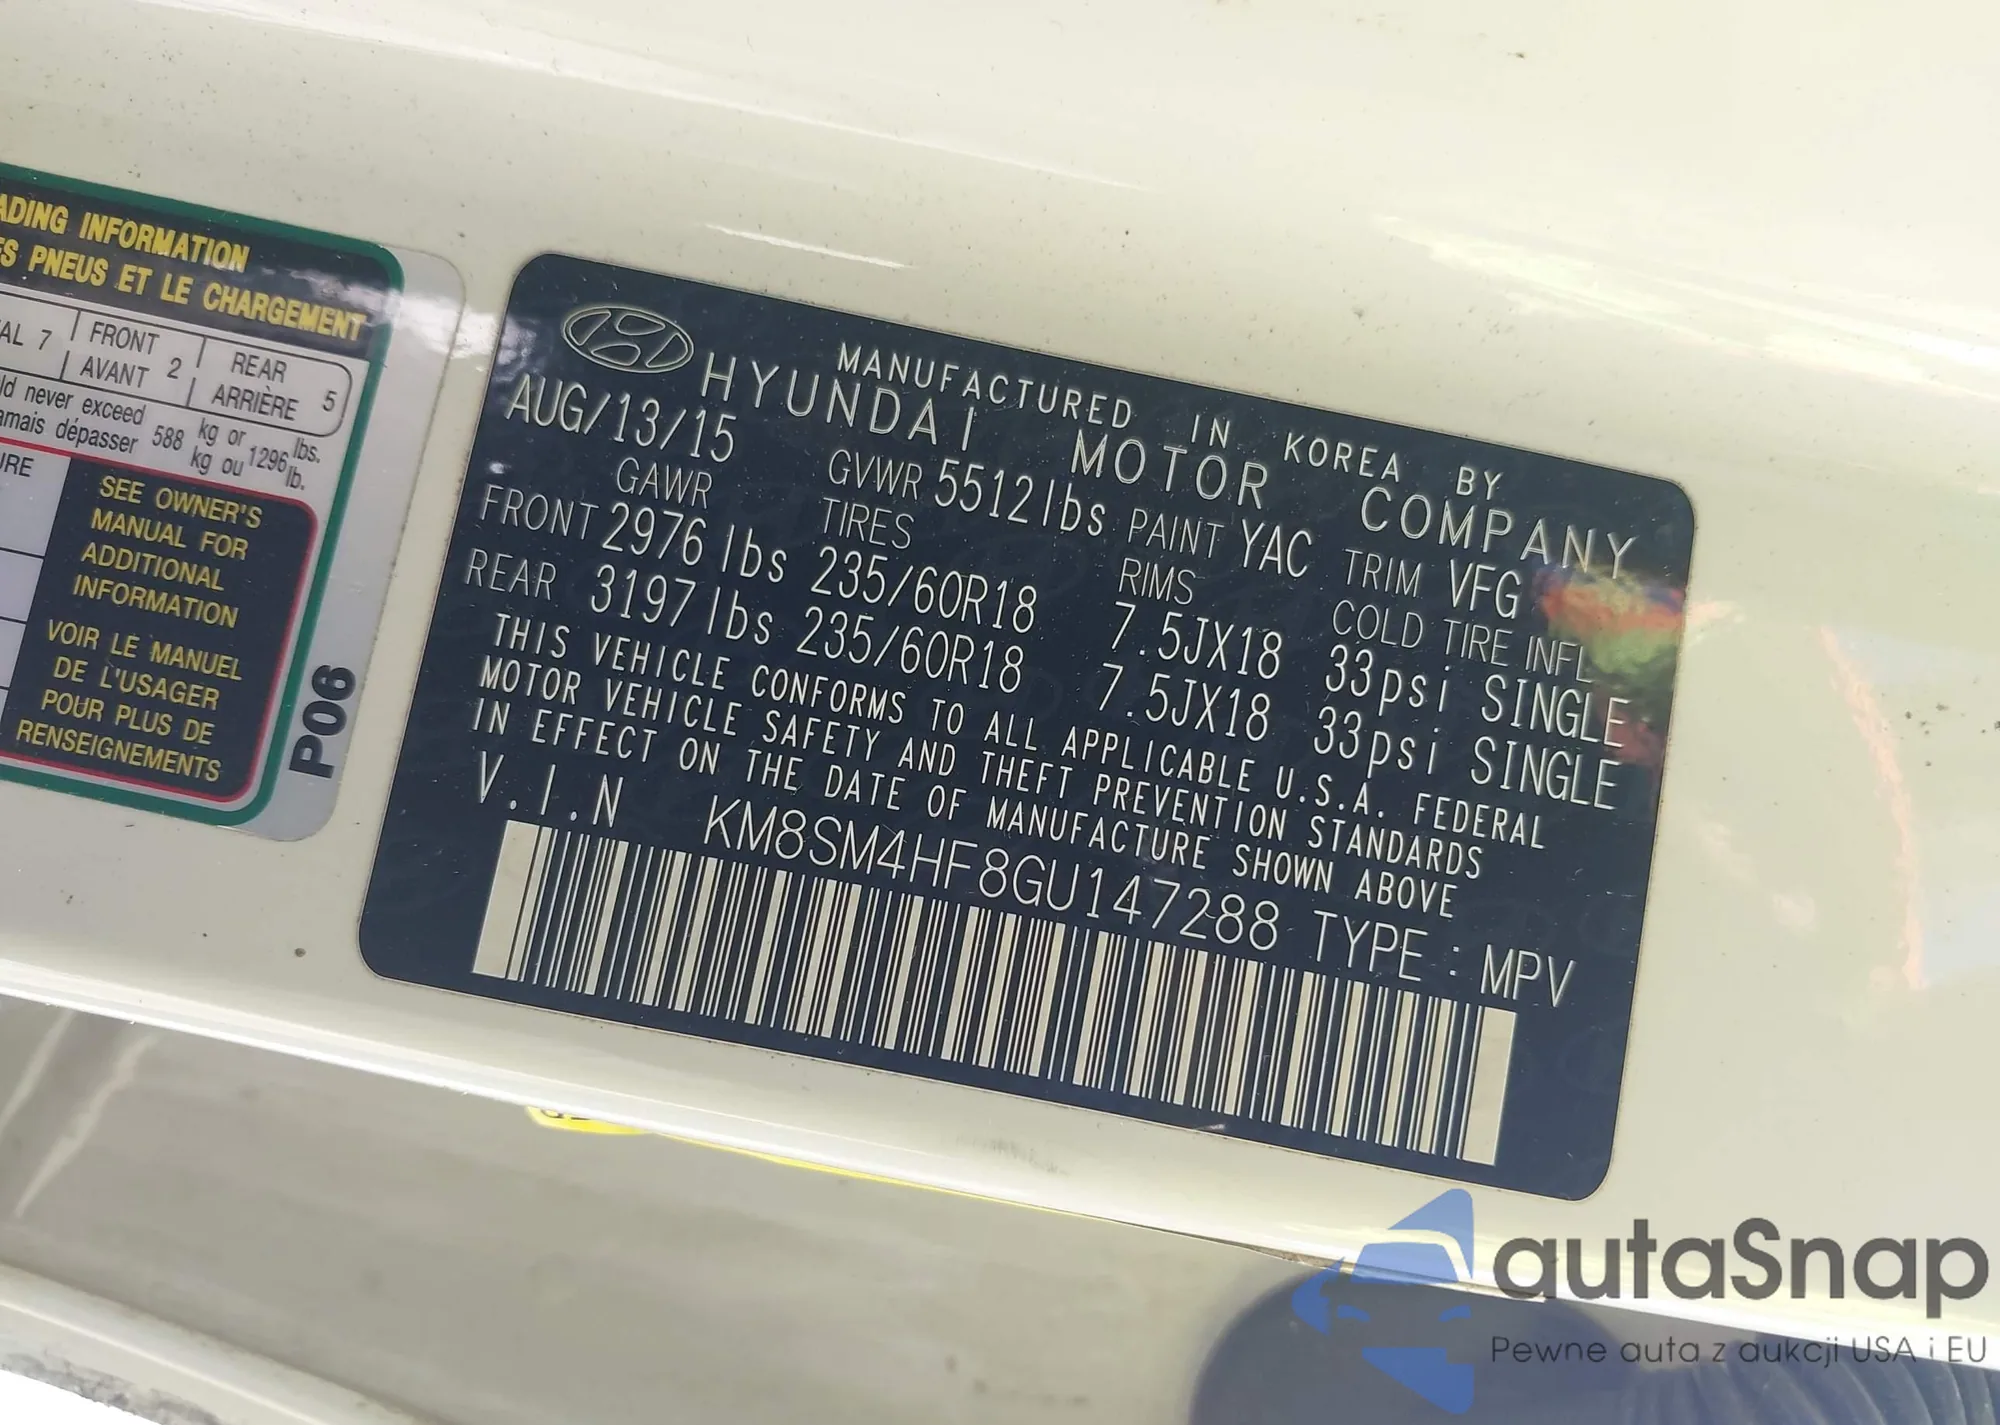 ADING INFORMATION
ES PNEUS ET LE CHARGEMENT
AL 7 FRONT 2 REAR 5
AVANT ARRIÈRE
ld never exceed 588 kg or 1296 lbs.
amais dépasser kg ou lb.
URE
SEE OWNER'S
MANUAL FOR
ADDITIONAL
INFORMATION
VOIR LE MANUEL
DE L'USAGER
POUR PLUS DE
RENSEIGNEMENTS
P06
MANUFACTURED IN KOREA BY
HYUNDAI MOTOR COMPANY
AUG/13/15 GVWR 5512lbs PAINT YAC TRIM VFG
GAWR TIRES RIMS COLD TIRE INFL
FRONT 2976 lbs 235/60R18 7.5JX18 33psi SINGLE
REAR 3197 lbs 235/60R18 7.5JX18 33psi SINGLE
THIS VEHICLE CONFORMS TO ALL APPLICABLE U.S.A. FEDERAL
MOTOR VEHICLE SAFETY AND THEFT PREVENTION STANDARDS
IN EFFECT ON THE DATE OF MANUFACTURE SHOWN ABOVE
V.I.N KM8SM4HF8GU147288 TYPE : MPV
autaSnap
Pewne auta z aukcji USA i EU